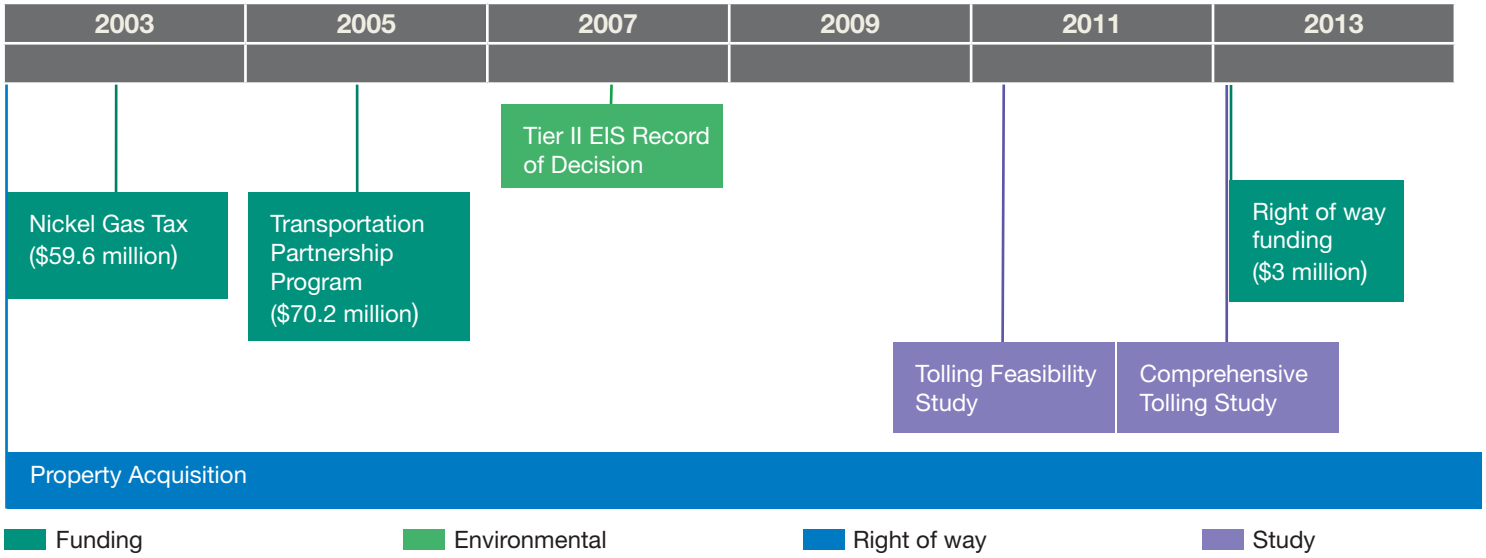 2003
2005
2007
2009
2011
2013
Tier II EIS Record
of Decision
Nickel Gas Tax
($59.6 million)
Transportation
Partnership
Program
($70.2 million)
Right of way
funding
($3 million)
Tolling Feasibility
Study
Comprehensive
Tolling Study
Property Acquisition
Funding
Environmental
Right of way
Study